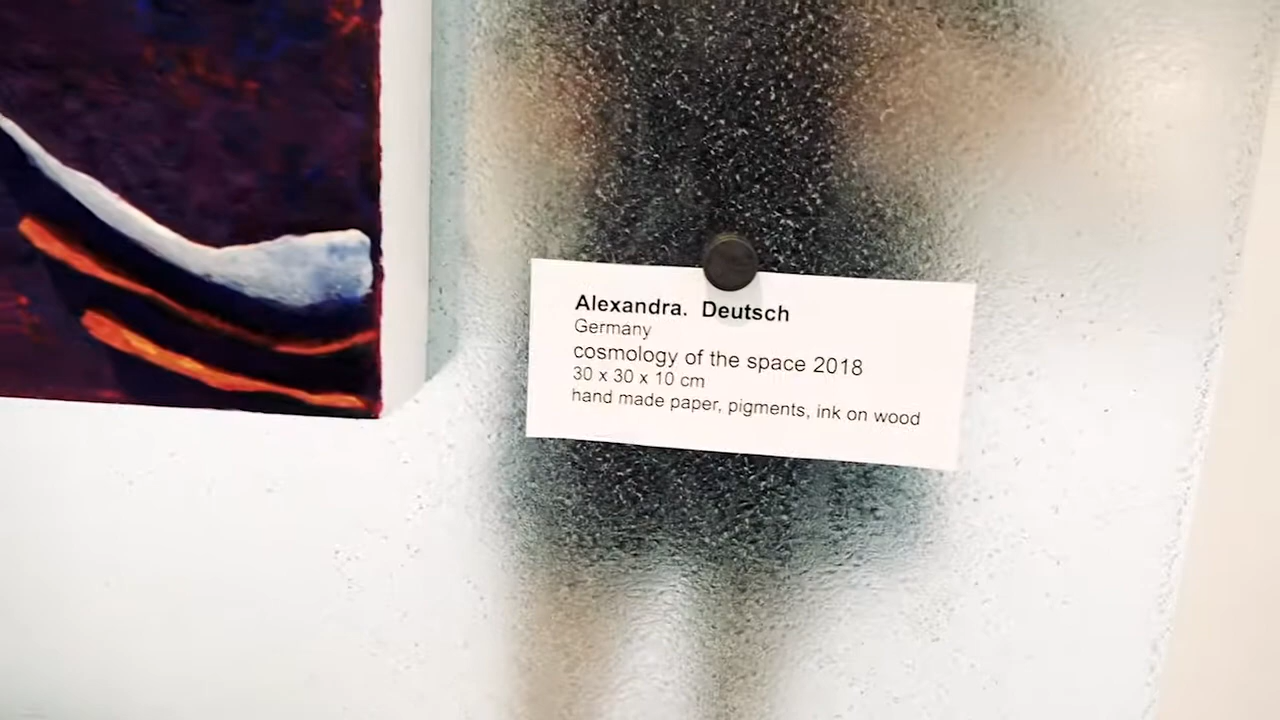 Alexandra. Deutsch
Germany
cosmology of the space 2018
30 x 30 x 10 cm
hand made paper, pigments, ink on wood